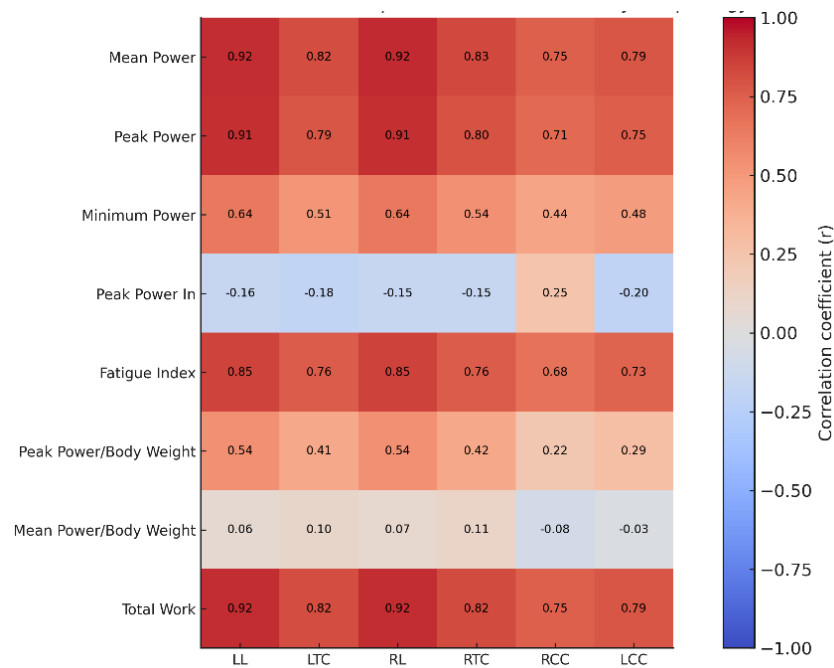 Mean Power 0.92 0.82 0.92 0.83 0.75 0.79
Peak Power 0.91 0.79 0.91 0.80 0.71 0.75
Minimum Power 0.64 0.51 0.64 0.54 0.44 0.48
Peak Power In -0.16 -0.18 -0.15 -0.15 0.25 -0.20
Fatigue Index 0.85 0.76 0.85 0.76 0.68 0.73
Peak Power/Body Weight 0.54 0.41 0.54 0.42 0.22 0.29
Mean Power/Body Weight 0.06 0.10 0.07 0.11 -0.08 -0.03
Total Work 0.92 0.82 0.92 0.82 0.75 0.79
LL LTC RL RTC RCC LCC
1.00
0.75
0.50
0.25
0.00
−0.25
−0.50
−0.75
−1.00
Correlation coefficient (r)